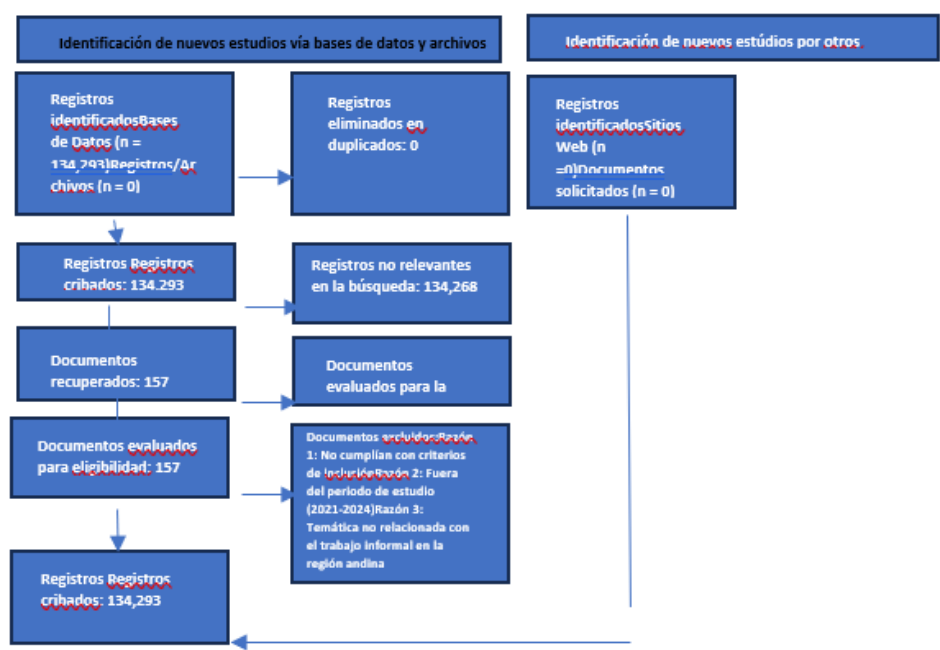 Identificación de nuevos estudios vía bases de datos y archivos
Identificación de nuevos estúdios por otros
Registros
identificadosBases
de Datos (n =
134,293)Registros/Ar
chivos (n = 0)
Registros
eliminados en
duplicados: 0
Registros
identificadosSitios
Web (n
=0)Documentos
solicitados (n = 0)
Registros Registros
cribados: 134.293
Registros no relevantes
en la búsqueda: 134,268
Documentos
recuperados: 157
Documentos
evaluados para la
Documentos evaluados
para eligibilidad: 157
Documentos excluidos:Razón
1: No cumplían con criterios
de inclusiónRazón 2: Fuera
del periodo de estudio
(2021-2024)Razón 3:
Temática no relacionada con
el trabajo informal en la
región andina
Registros Registros
cribados: 134,293